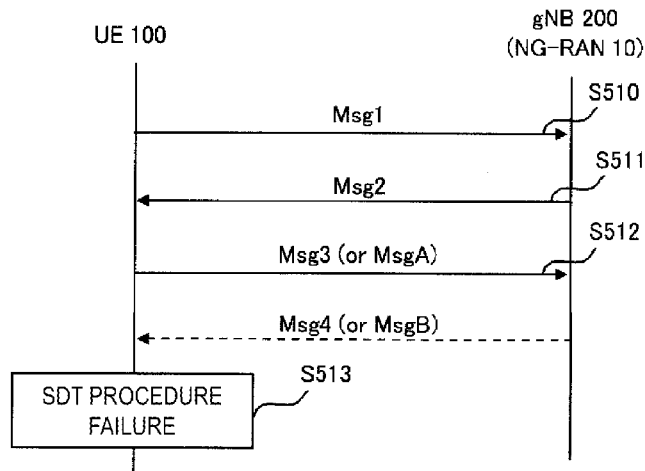 UE 100
gNB 200
(NG-RAN 10)
S510
Msg1
S511
Msg2
S512
Msg3 (or MsgA)
Msg4 (or MsgB)
S513
SDT PROCEDURE
FAILURE